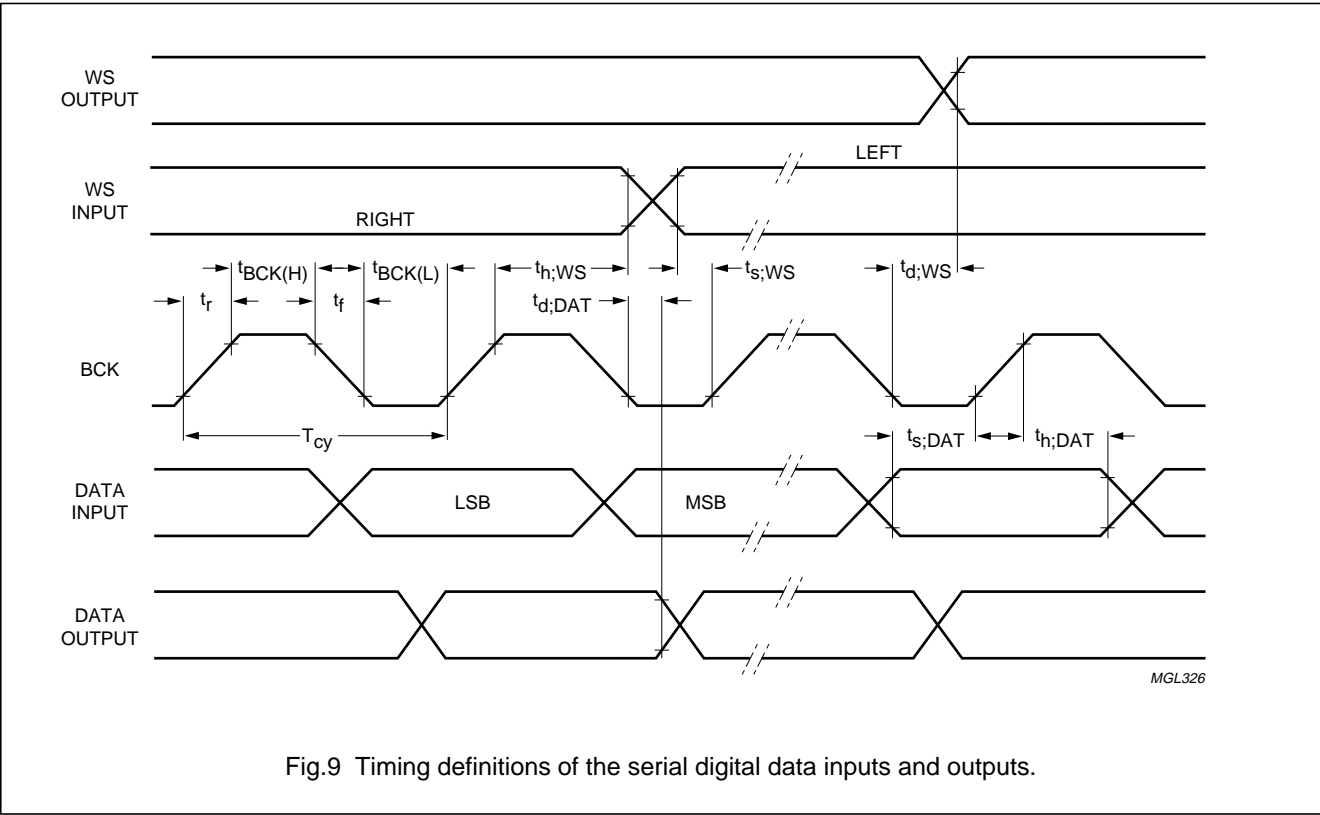 WS
OUTPUT
LEFT
WS
INPUT
RIGHT
tBCK(H)
tBCK(L)
th;WS
ts;WS
td;WS
tr
tf
td;DAT
BCK
Tcy
ts;DAT
th;DAT
DATA
INPUT
LSB
MSB
DATA
OUTPUT
MGL326
Fig.9 Timing definitions of the serial digital data inputs and outputs.